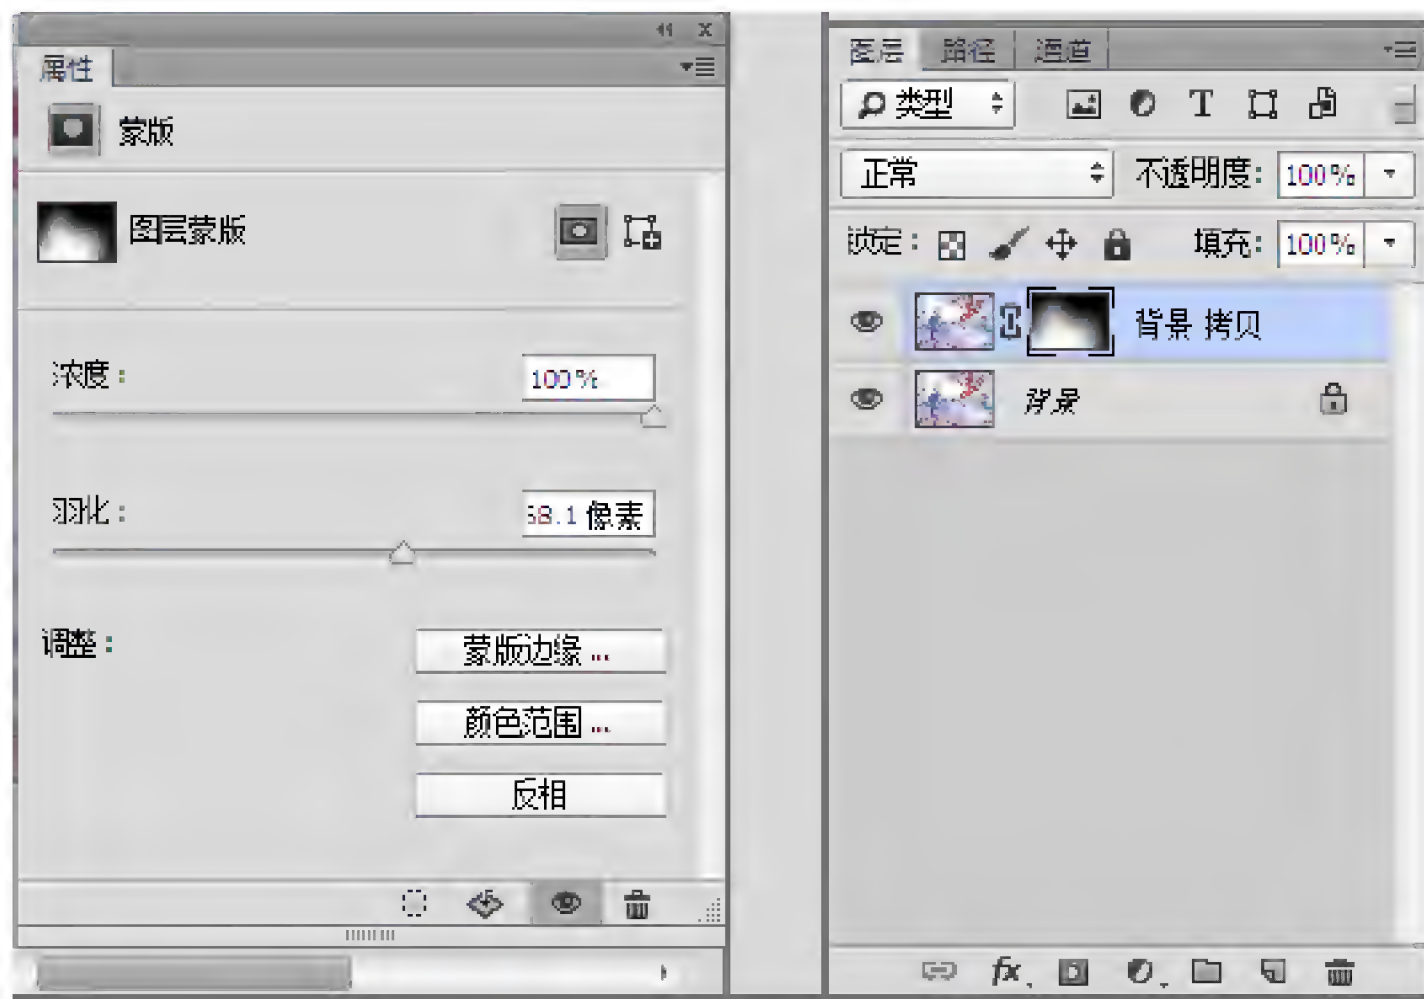 属性
蒙版
图层蒙版
浓度： 100%
羽化： 58.1 像素
调整： 蒙版边缘...
颜色范围...
反相
图层 路径 通道
类型 T
正常 不透明度： 100%
锁定： 填充： 100%
背景 拷贝
背景
fx